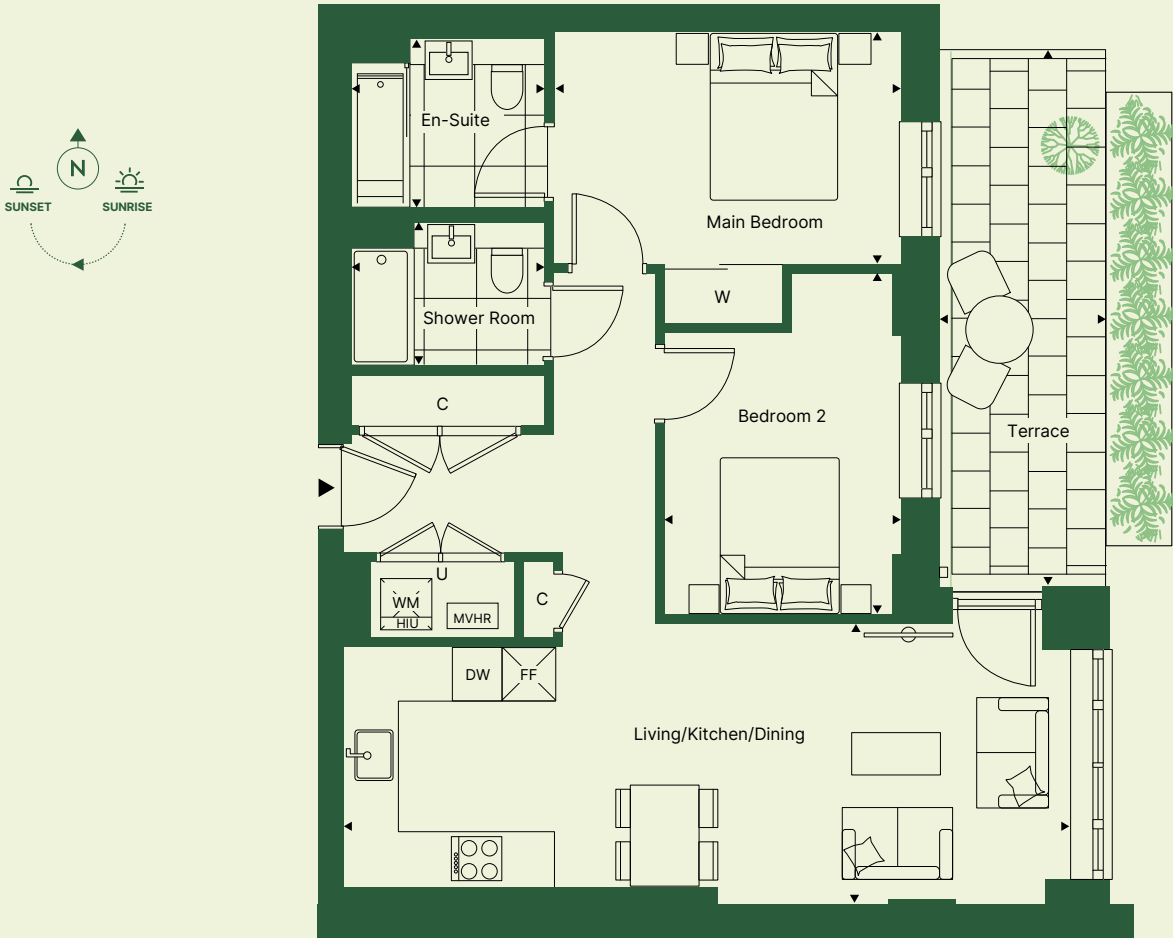 N
SUNSET
SUNRISE
En-Suite
Main Bedroom
W
Shower Room
C
Bedroom 2
Terrace
U
WM
HIU
MVHR
C
DW
FF
Living/Kitchen/Dining